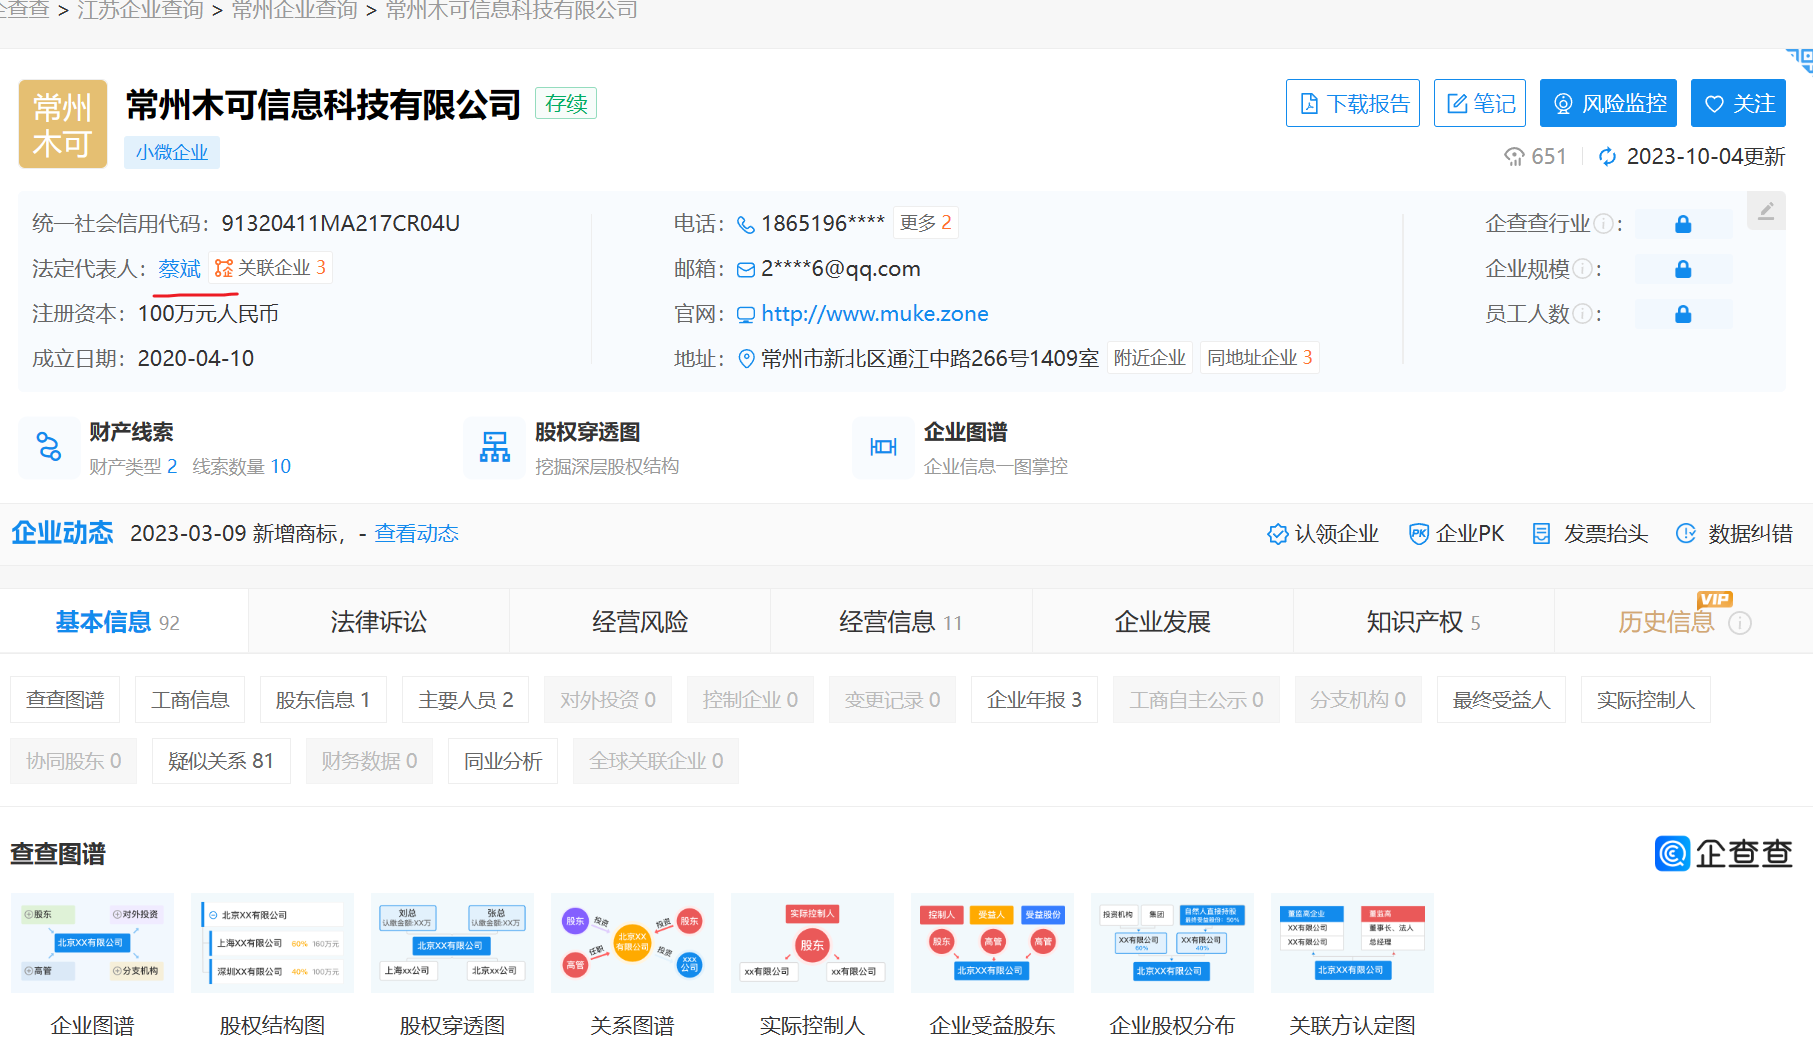 企查查 > 江苏企业查询 > 常州企业查询 > 常州木可信息科技有限公司
常州
木可
常州木可信息科技有限公司 存续
小微企业
下载报告 笔记 风险监控 关注
651 2023-10-04更新
统一社会信用代码：91320411MA217CR04U
法定代表人：蔡斌 关联企业 3
注册资本：100万元人民币
成立日期：2020-04-10
电话：1865196**** 更多 2
邮箱：2****6@qq.com
官网：http://www.muke.zone
地址：常州市新北区通江中路266号1409室 附近企业 同地址企业 3
企查查行业：
企业规模：
员工人数：
财产线索
财产类型 2 线索数量 10
股权穿透图
挖掘深层股权结构
企业图谱
企业信息一图掌控
企业动态 2023-03-09 新增商标，- 查看动态
认领企业 PK 企业PK 发票抬头 数据纠错
基本信息 92 法律诉讼 经营风险 经营信息 11 企业发展 知识产权 5 历史信息 VIP
查查图谱 工商信息 股东信息 1 主要人员 2 对外投资 0 控制企业 0 变更记录 0 企业年报 3 工商自主公示 0 分支机构 0 最终受益人 实际控制人
协同股东 0 疑似关系 81 财务数据 0 同业分析 全球关联企业 0
查查图谱
企查查
股东 对外投资
北京XX有限公司
高管 分支机构
北京XX有限公司
上海XX有限公司 60% 160万元
深圳XX有限公司 40% 100万元
刘总 张总
认缴金额:XX万 认缴金额:XX万
北京XX有限公司
上海xx公司 北京xx公司
股东 投资 投资 股东
北京XX
有限公司
高管 任职 投资 XXX
公司
实际控制人
股东
xx有限公司 xx有限公司
控制人 受益人 受益股份
股东 高管 高管
北京XX有限公司
投资机构 集团 自然人直接持股
最终受益股份：50%
XX有限公司 XX有限公司
60% 40%
北京XX有限公司
董监高企业 董监高
XX有限公司 董事长、法人
XX有限公司 总经理
北京XX有限公司
企业图谱 股权结构图 股权穿透图 关系图谱 实际控制人 企业受益股东 企业股权分布 关联方认定图